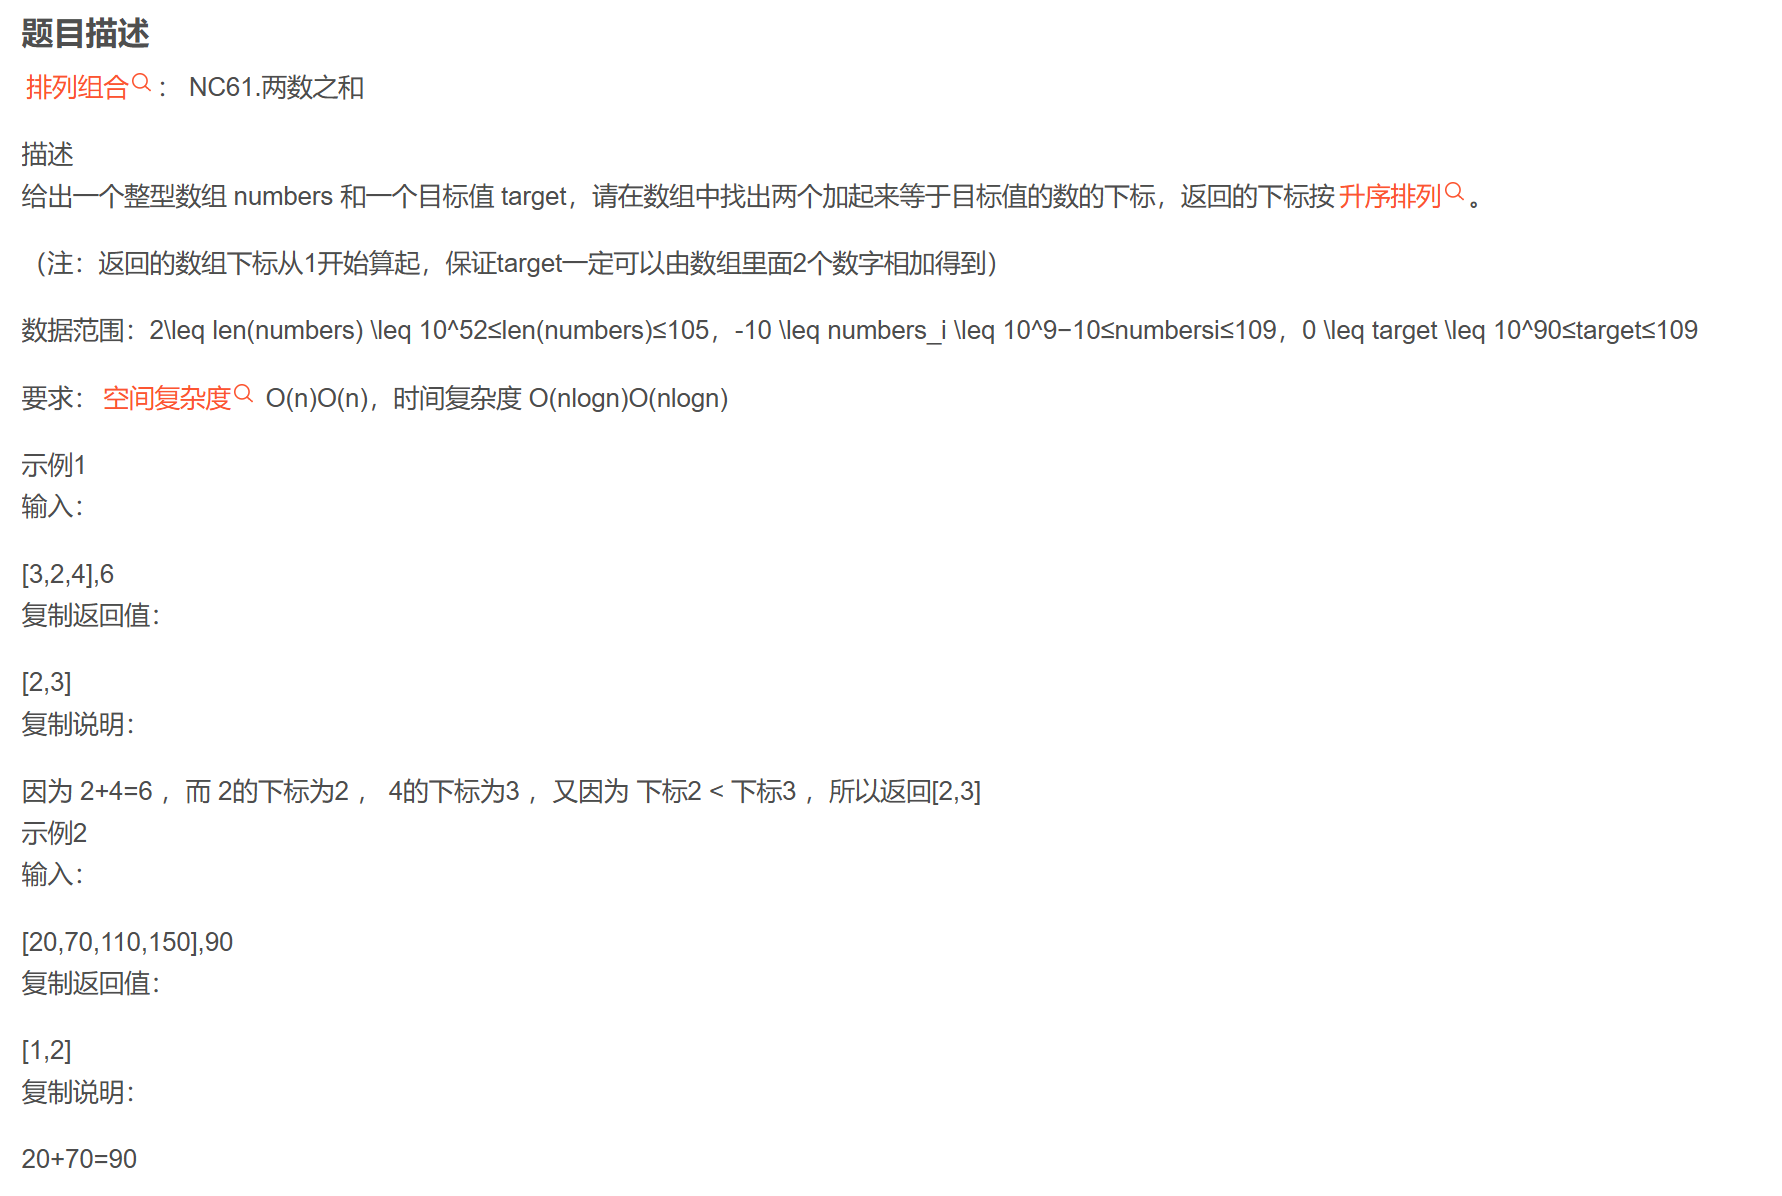 题目描述
排列组合： NC61.两数之和
描述
给出一个整型数组 numbers 和一个目标值 target，请在数组中找出两个加起来等于目标值的数的下标，返回的下标按升序排列。
（注：返回的数组下标从1开始算起，保证target一定可以由数组里面2个数字相加得到）
数据范围：2\leq len(numbers) \leq 10^52≤len(numbers)≤105，-10 \leq numbers_i \leq 10^9−10≤numbersi≤109，0 \leq target \leq 10^90≤target≤109
要求：空间复杂度 O(n)O(n)，时间复杂度 O(nlogn)O(nlogn)
示例1
输入：
[3,2,4],6
复制返回值：
[2,3]
复制说明：
因为 2+4=6 ，而 2的下标为2 ， 4的下标为3 ，又因为 下标2 < 下标3 ，所以返回[2,3]
示例2
输入：
[20,70,110,150],90
复制返回值：
[1,2]
复制说明：
20+70=90